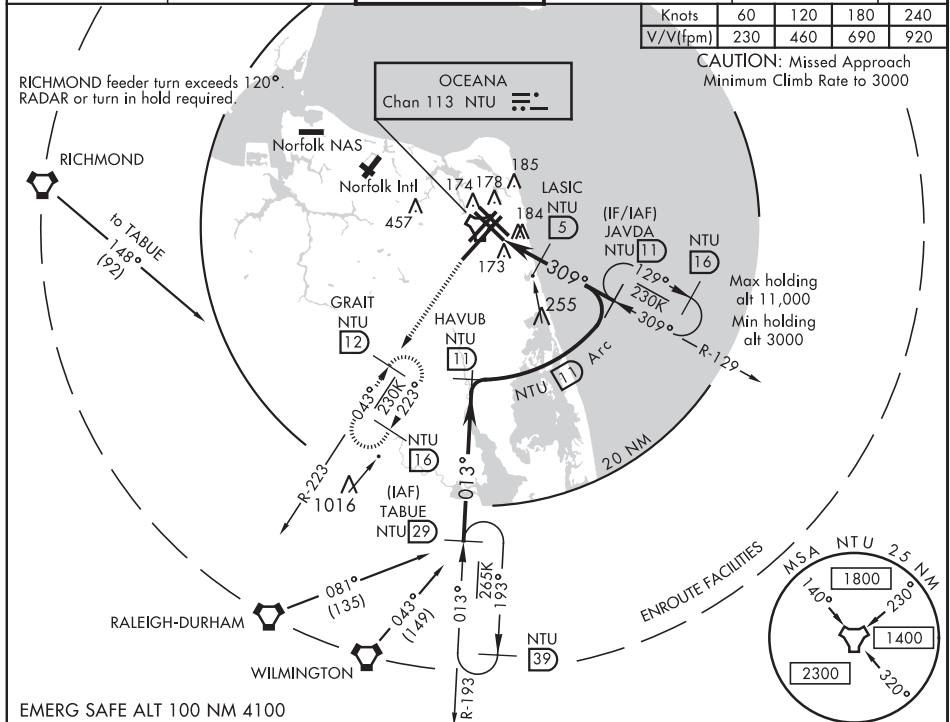 Knots 60 120 180 240
V/V(fpm) 230 460 690 920
CAUTION: Missed Approach
Minimum Climb Rate to 3000
RICHMOND feeder turn exceeds 120°.
RADAR or turn in hold required.
OCEANA
Chan 113 NTU
Norfolk NAS
Norfolk Intl
RICHMOND
to TABUE
148°
(92)
457
174
178
185
184
173
LASIC
NTU
5
(IF/IAF)
JAVDA
NTU 11
NTU
16
309°
129°
230K
309°
R-129
Max holding
alt 11,000
Min holding
alt 3000
255
GRAIT
NTU
12
HAVUB
NTU
11
NTU 11 Arc
043°
230K
223°
NTU
16
R-223
1016
013°
20 NM
(IAF)
TABUE
NTU 29
081°
(135)
RALEIGH-DURHAM
043°
(149)
WILMINGTON
013°
265K
193°
NTU
39
R-193
ENROUTE FACILITIES
MSA NTU 25 NM
1800
140°
230°
1400
2300
320°
EMERG SAFE ALT 100 NM 4100